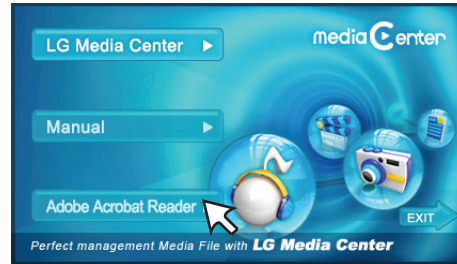 LG Media Center
media Center
Manual
Adobe Acrobat Reader
EXIT
Perfect management Media File with LG Media Center